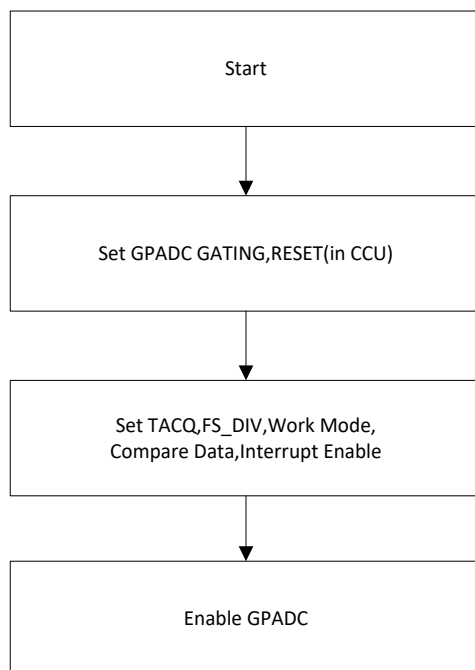 Start
Set GPADC GATING,RESET(in CCU)
Set TACQ,FS_DIV,Work Mode,
Compare Data,Interrupt Enable
Enable GPADC